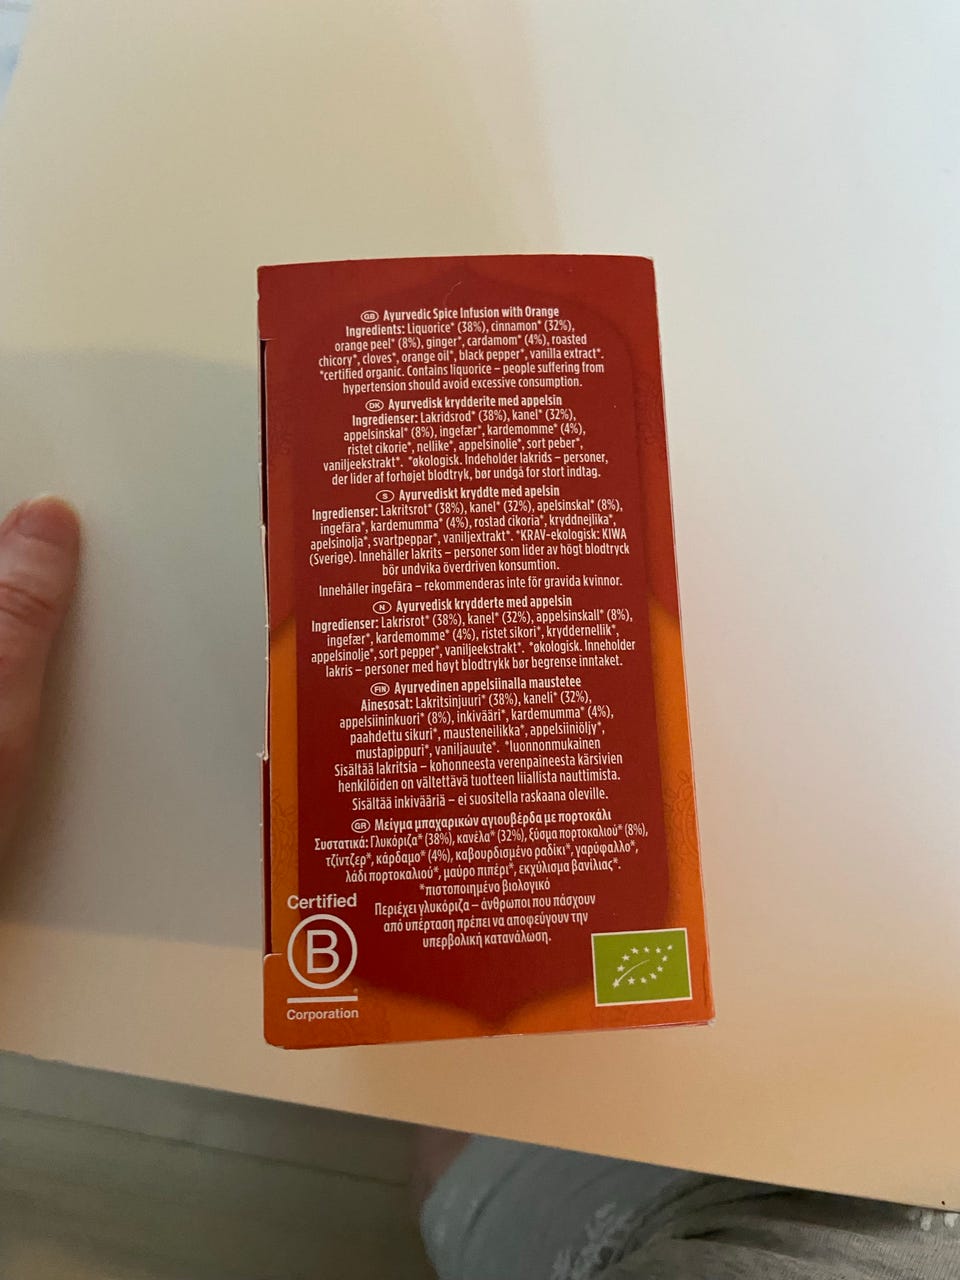 GB Ayurvedic Spice Infusion with Orange
Ingredients: Liquorice* (38%), cinnamon* (32%),
orange peel* (8%), ginger*, cardamom* (4%), roasted
chicory*, cloves*, orange oil*, black pepper*, vanilla extract*.
*certified organic. Contains liquorice – people suffering from
hypertension should avoid excessive consumption.
DK Ayurvedisk krydderite med appelsin
Ingredienser: Lakridsrod* (38%), kanel* (32%),
appelsinskal* (8%), ingefær*, kardemomme* (4%),
ristet cikorie*, nellike*, appelsinolie*, sort peber*,
vaniljeekstrakt*. *økologisk. Indeholder lakrids – personer,
der lider af forhøjet blodtryk, bør undgå for stort indtag.
S Ayurvediskt kryddte med apelsin
Ingredienser: Lakritsrot* (38%), kanel* (32%), apelsinskal* (8%),
ingefära*, kardemumma* (4%), rostad cikoria*, kryddnejlika*,
apelsinolja*, svartpeppar*, vaniljextrakt*. *KRAV-ekologisk: KIWA
(Sverige). Innehåller lakrits – personer som lider av högt blodtryck
bör undvika överdriven konsumtion.
Innehåller ingefära – rekommenderas inte för gravida kvinnor.
N Ayurvedisk krydderte med appelsin
Ingredienser: Lakrisrot* (38%), kanel* (32%), appelsinskall* (8%),
ingefær*, kardemomme* (4%), ristet sikori*, kryddernellik*,
appelsinolje*, sort pepper*, vaniljeekstrakt*. *økologisk. Inneholder
lakris – personer med høyt blodtrykk bør begrense inntaket.
FIN Ayurvedinen appelsiinalla maustetee
Ainesosat: Lakritsinjuuri* (38%), kaneli* (32%),
appelsiininkuori* (8%), inkivääri*, kardemumma* (4%),
paahdettu sikuri*, mausteneilikka*, appelsiiniöljy*,
mustapippuri*, vaniljauute*. *luonnonmukainen
Sisältää lakritsia – kohonneesta verenpaineesta kärsivien
henkilöiden on vältettävä tuotteen liiallista nauttimista.
Sisältää inkivääriä – ei suositella raskaana oleville.
GR Μείγμα μπαχαρικών αγιουβέρδα με πορτοκάλι
Συστατικά: Γλυκόριζα* (38%), κανέλα* (32%), ξύσμα πορτοκαλιού* (8%),
τζίντζερ*, κάρδαμο* (4%), καβουρδισμένο ραδίκι*, γαρύφαλλο*,
λάδι πορτοκαλιού*, μαύρο πιπέρι*, εκχύλισμα βανίλιας*.
*πιστοποιημένο βιολογικό
Περιέχει γλυκόριζα – άνθρωποι που πάσχουν
από υπέρταση πρέπει να αποφεύγουν την
υπερβολική κατανάλωση.
Certified
B
Corporation